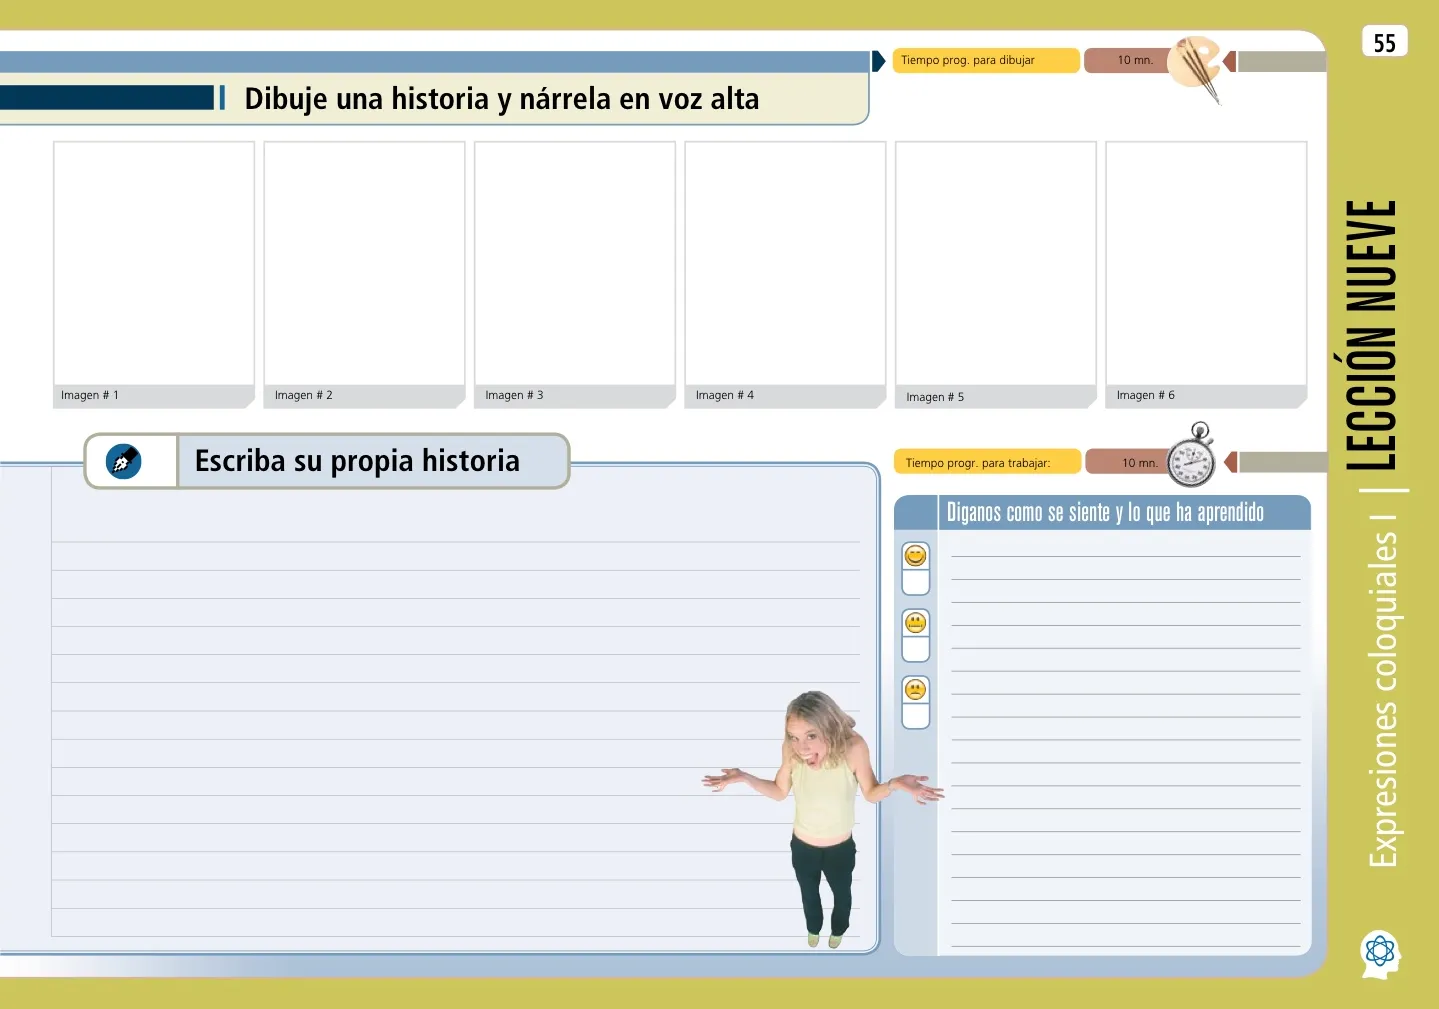 55
Tiempo prog. para dibujar
10 mn.
Dibuje una historia y nárrela en voz alta
Imagen # 1
Imagen # 2
Imagen # 3
Imagen # 4
Imagen # 5
Imagen # 6
Escriba su propia historia
Tiempo progr. para trabajar:
10 mn.
Diganos como se siente y lo que ha aprendido
LECCIÓN NUEVE
Expresiones coloquiales I